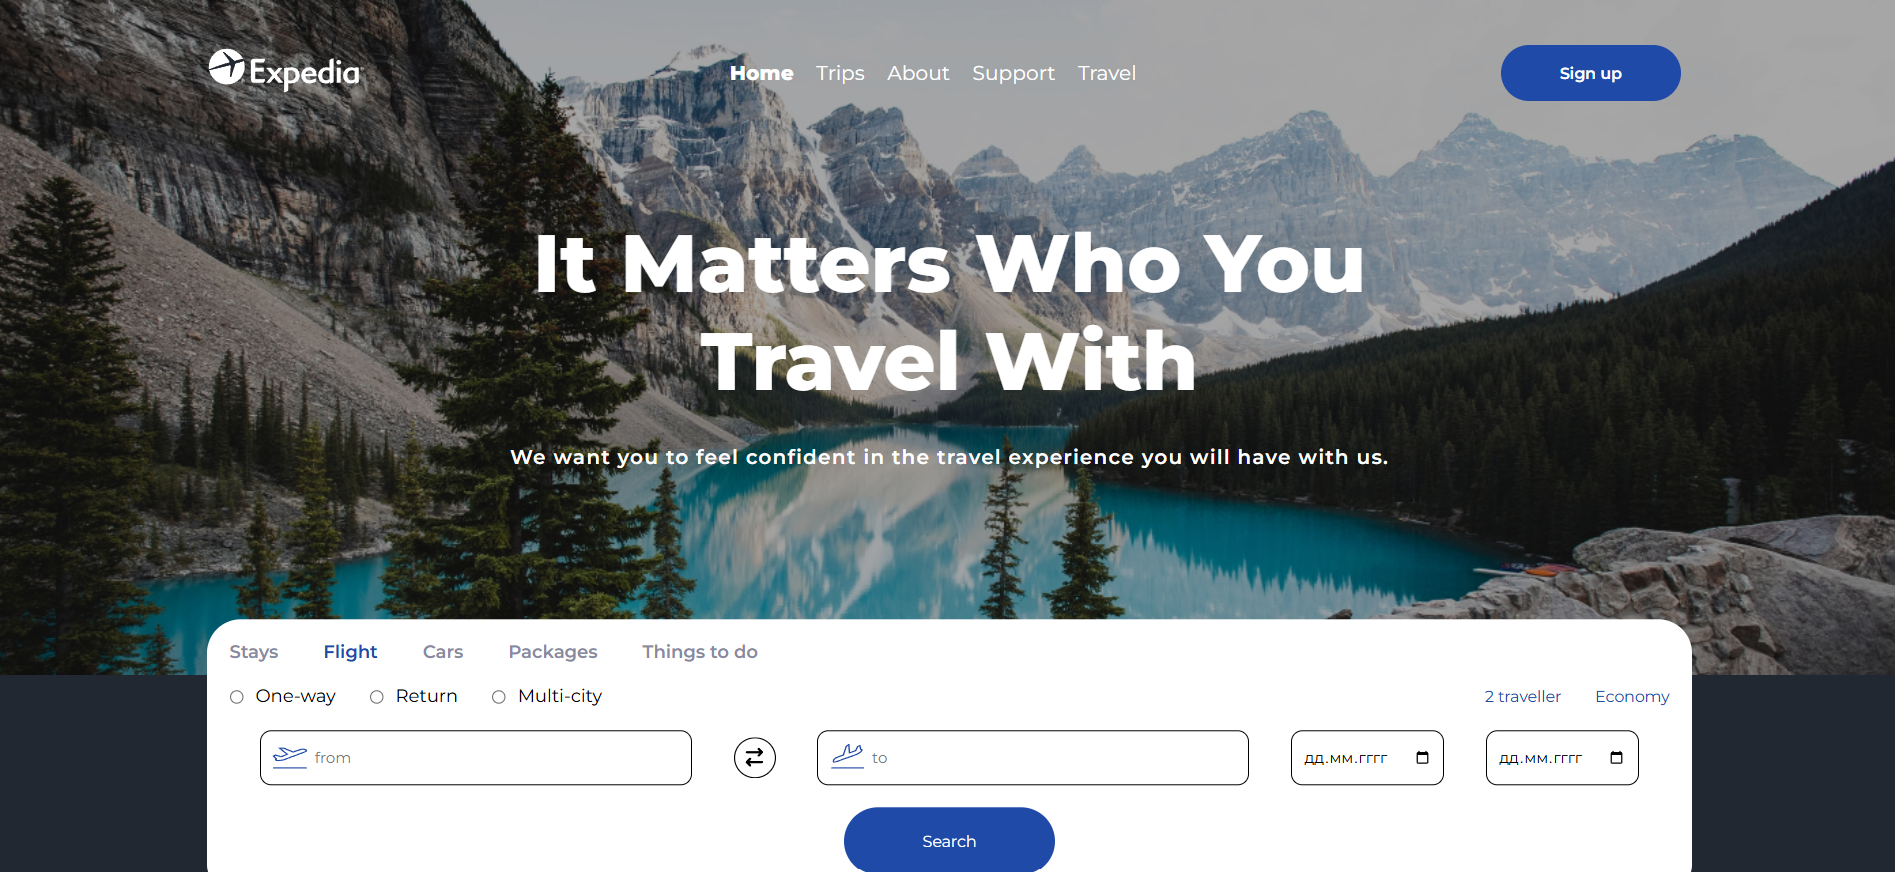 Expedia
Home Trips About Support Travel
Sign up
It Matters Who You
Travel With
We want you to feel confident in the travel experience you will have with us.
Stays Flight Cars Packages Things to do
One-way Return Multi-city
2 traveller Economy
from
to
дд.мм.гггг
дд.мм.гггг
Search